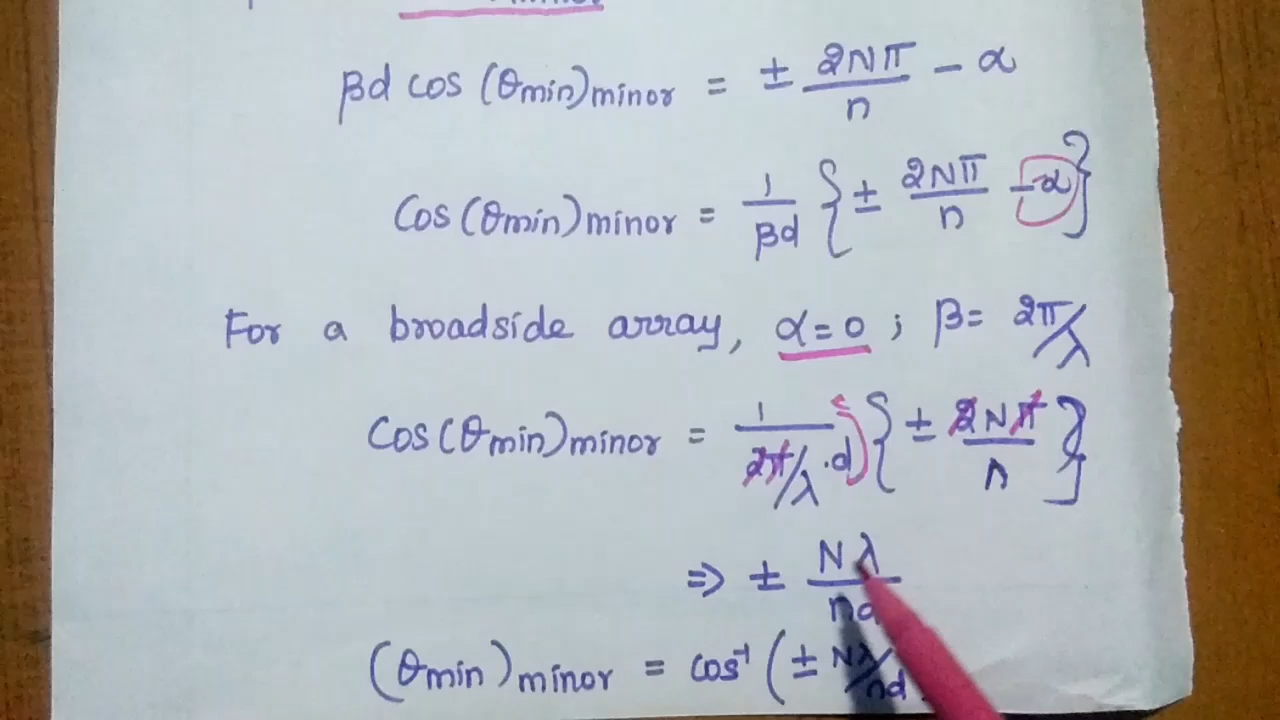 βd cos (θmin)minor = ± 2Nπ/n - α
Cos(θmin)minor = 1/βd { ± 2Nπ/n - α }
For a broadside array, α=0 ; β= 2π/λ
Cos(θmin)minor = 1/2π/λ .d { ± 2Nπ/n }
⇒ ± Nλ/nd
(θmin)minor = cos⁻¹ (± Nλ/nd